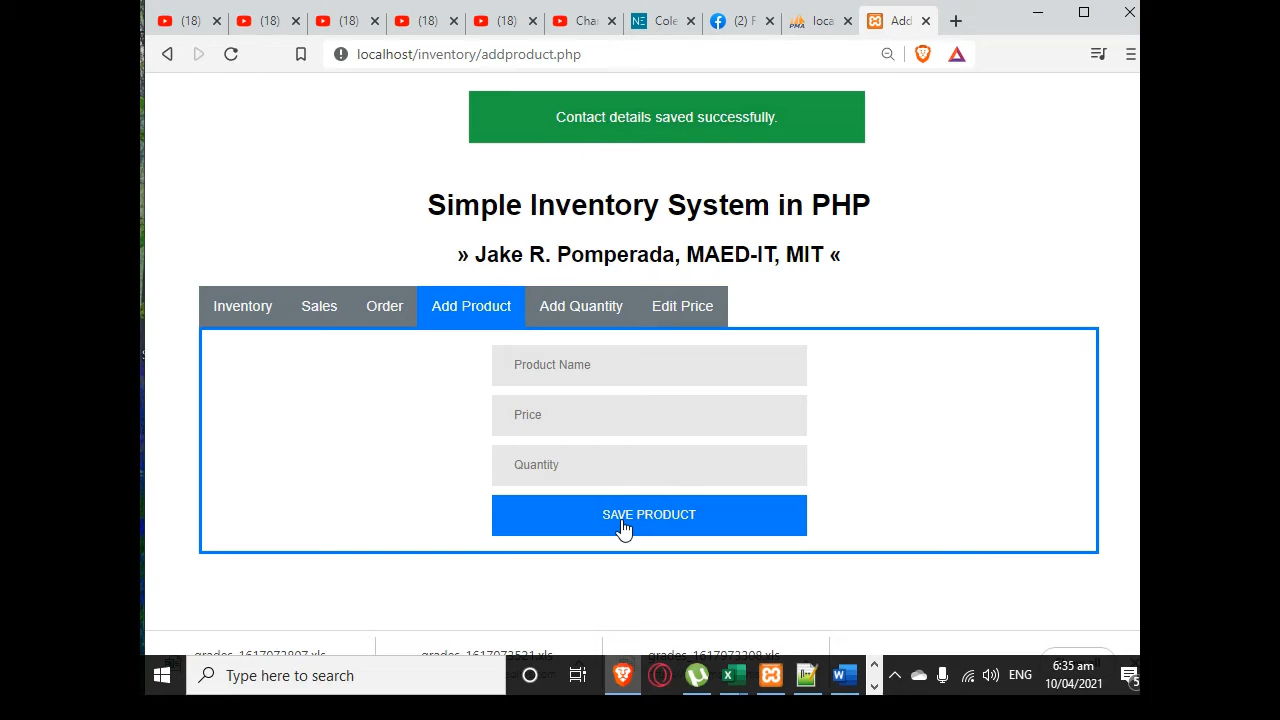 (18)
(18)
(18)
(18)
(18)
Cha
Cole
(2) F
PMA
loca
Add
localhost/inventory/addproduct.php
Contact details saved successfully.
Simple Inventory System in PHP
» Jake R. Pomperada, MAED-IT, MIT «
Inventory
Sales
Order
Add Product
Add Quantity
Edit Price
Product Name
Price
Quantity
SAVE PRODUCT
Type here to search
ENG
6:35 am
10/04/2021
5